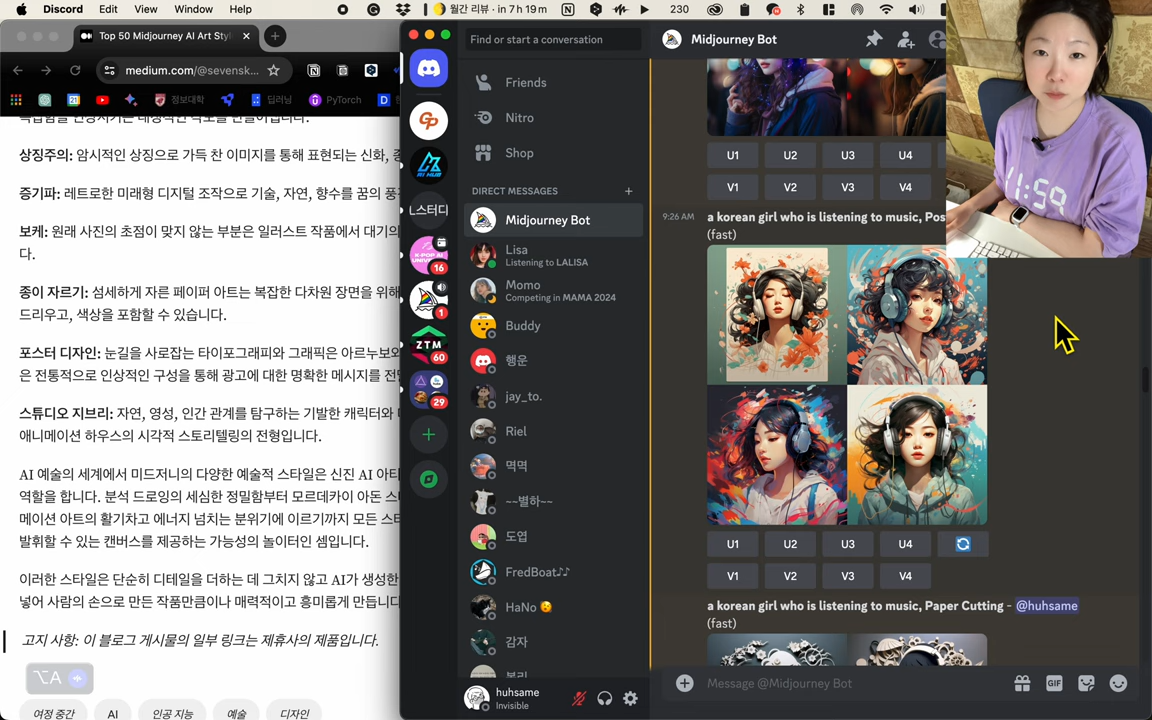 Discord File Edit View Window Help
월간 리뷰 • in 7 h 19 m
230
Top 50 Midjourney AI Art Styl
medium.com/@sevensk...
정보대학
딥러닝
PyTorch
상징주의: 암시적인 상징으로 가득 찬 이미지를 통해 표현되는 신화,
증기파: 레트로한 미래형 디지털 조작으로 기술, 자연, 향수를 꿈의
보케: 원래 사진의 초점이 맞지 않는 부분은 일러스트 작품에서 대기의
다.
종이 자르기: 섬세하게 자른 페이퍼 아트는 복잡한 다차원 장면을 위해
드리우고, 색상을 포함할 수 있습니다.
포스터 디자인: 눈길을 사로잡는 타이포그래피와 그래픽은 아르누보와
은 전통적으로 인상적인 구성을 통해 광고에 대한 명확한 메시지를
스튜디오 지브리: 자연, 영성, 인간 관계를 탐구하는 기발한 캐릭터와
애니메이션 하우스의 시각적 스토리텔링의 전형입니다.
AI 예술의 세계에서 미드저니의 다양한 예술적 스타일은 신진 AI 아티
역할을 합니다. 분석 드로잉의 세심한 정밀함부터 모르데카이 아돈
메이션 아트의 활기차고 에너지 넘치는 분위기에 이르기까지 모든
발휘할 수 있는 캔버스를 제공하는 가능성의 놀이터인 셈입니다.
이러한 스타일은 단순히 디테일을 더하는 데 그치지 않고 AI가 생성한
넣어 사람의 손으로 만든 작품만큼이나 매력적이고 흥미롭게 만듭니다
고지 사항: 이 블로그 게시물의 일부 링크는 제휴사의 제품입니다.
⌥A
여정 중간
AI
인공 지능
예술
디자인
GP
AI HUB
L스터디
K-POP AI
16
1
ZTM
60
29
Find or start a conversation
Friends
Nitro
Shop
DIRECT MESSAGES
Midjourney Bot
Lisa
Listening to LALISA
Momo
Competing in MAMA 2024
Buddy
행운
jay_to.
Riel
먹먹
~~별하~~
도엽
FredBoat♪♪
HaNo
감자
huhsame
Invisible
Midjourney Bot
U1 U2 U3 U4
V1 V2 V3 V4
9:26 AM
a korean girl who is listening to music, Pos
(fast)
U1 U2 U3 U4
V1 V2 V3 V4
a korean girl who is listening to music, Paper Cutting - @huhsame
(fast)
Message @Midjourney Bot
GIF
11:59